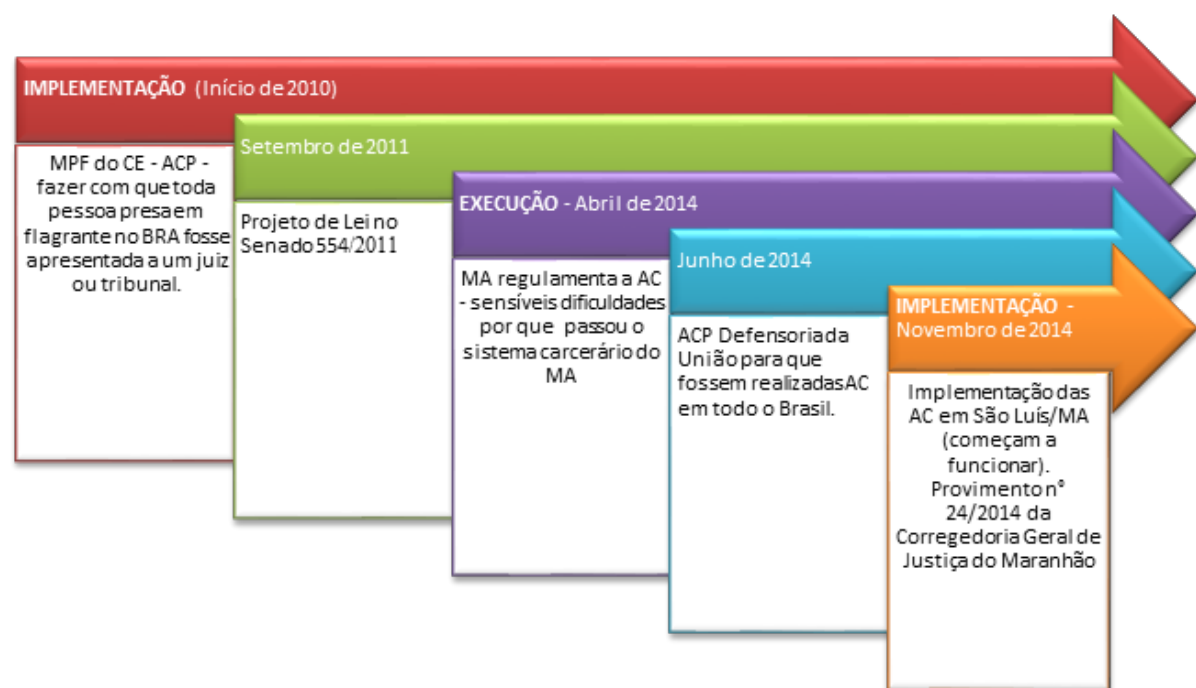 IMPLEMENTAÇÃO (Início de 2010)
MPF do CE - ACP -
fazer com que toda
pessoa presa em
flagrante no BRA fosse
apresentada a um juiz
ou tribunal.
Setembro de 2011
Projeto de Lei no
Senado 554/2011
EXECUÇÃO - Abril de 2014
MA regulamenta a AC
- sensíveis dificuldades
por que passou o
sistema carcerário do
MA
Junho de 2014
ACP Defensoria da
União para que
fossem realizadas AC
em todo o Brasil.
IMPLEMENTAÇÃO -
Novembro de 2014
Implementação das
AC em São Luís/MA
(começam a
funcionar).
Provimento n°
24/2014 da
Corregedoria Geral de
Justiça do Maranhão